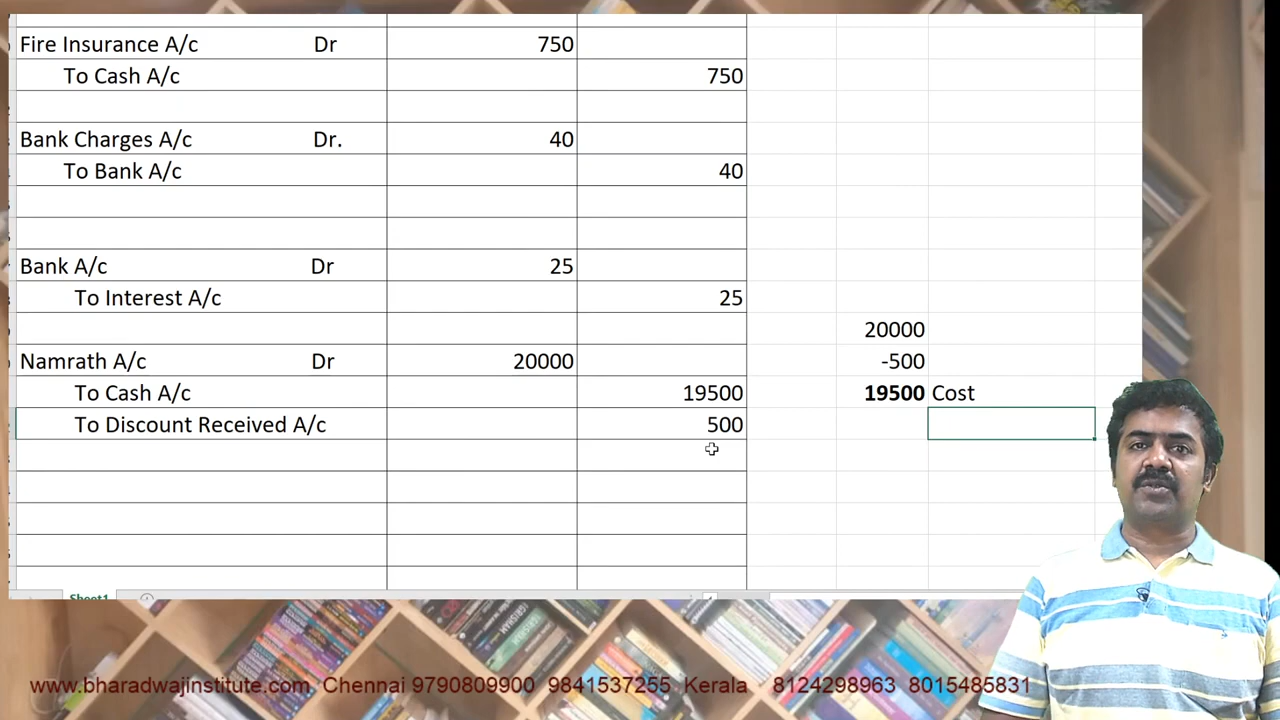 Fire Insurance A/c Dr 750
To Cash A/c 750
Bank Charges A/c Dr. 40
To Bank A/c 40
Bank A/c Dr 25
To Interest A/c 25
20000
Namrath A/c Dr 20000 -500
To Cash A/c 19500 19500 Cost
To Discount Received A/c 500
Sheet1
www.bharadwajinstitute.com Chennai 9790809900 9841537255 Kerala 8124298963 8015485831